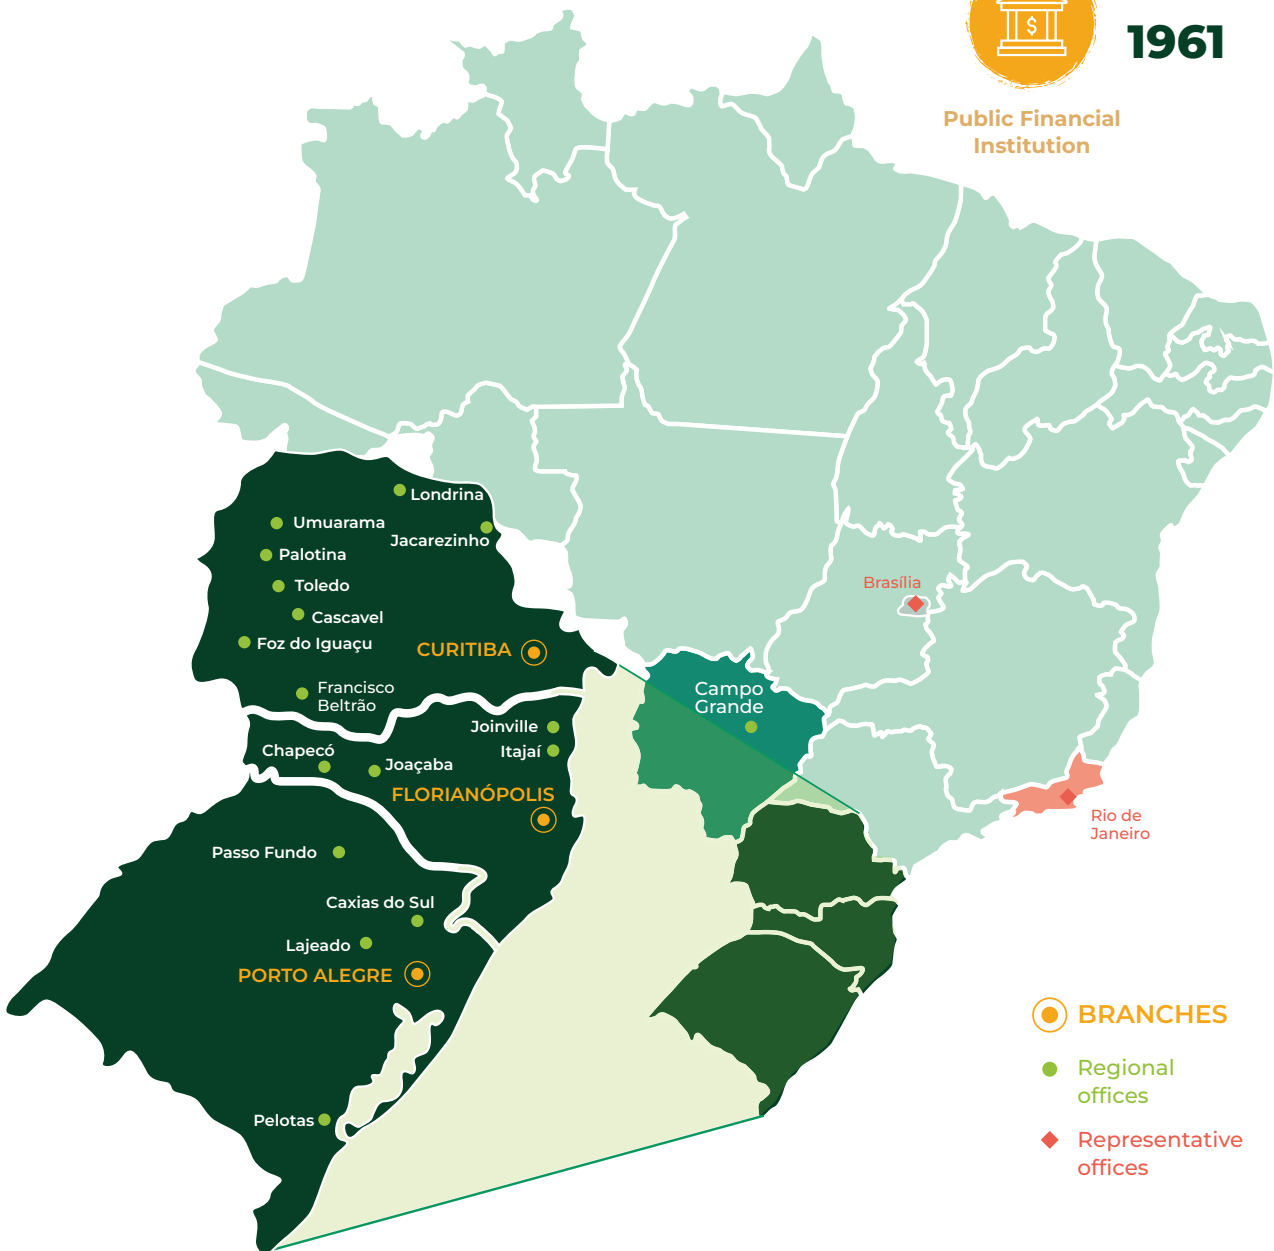 $
1961
Public Financial
Institution
Londrina
Umuarama
Jacarezinho
Palotina
Toledo
Cascavel
Foz do Iguaçu
CURITIBA
Francisco
Beltrão
Joinville
Itajaí
Chapecó
Joaçaba
FLORIANÓPOLIS
Passo Fundo
Caxias do Sul
Lajeado
PORTO ALEGRE
Pelotas
Brasília
Campo
Grande
Rio de
Janeiro
BRANCHES
Regional
offices
Representative
offices